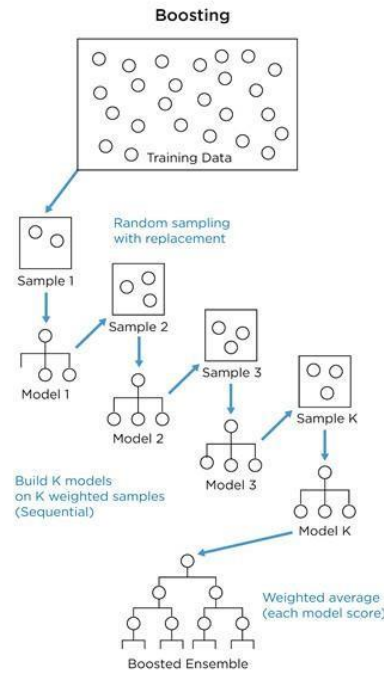 Boosting
Training Data
Random sampling
with replacement
Sample 1
Sample 2
Model 1
Sample 3
Model 2
Sample K
Model 3
Build K models
on K weighted samples
(Sequential)
Model K
Weighted average
(each model score)
Boosted Ensemble